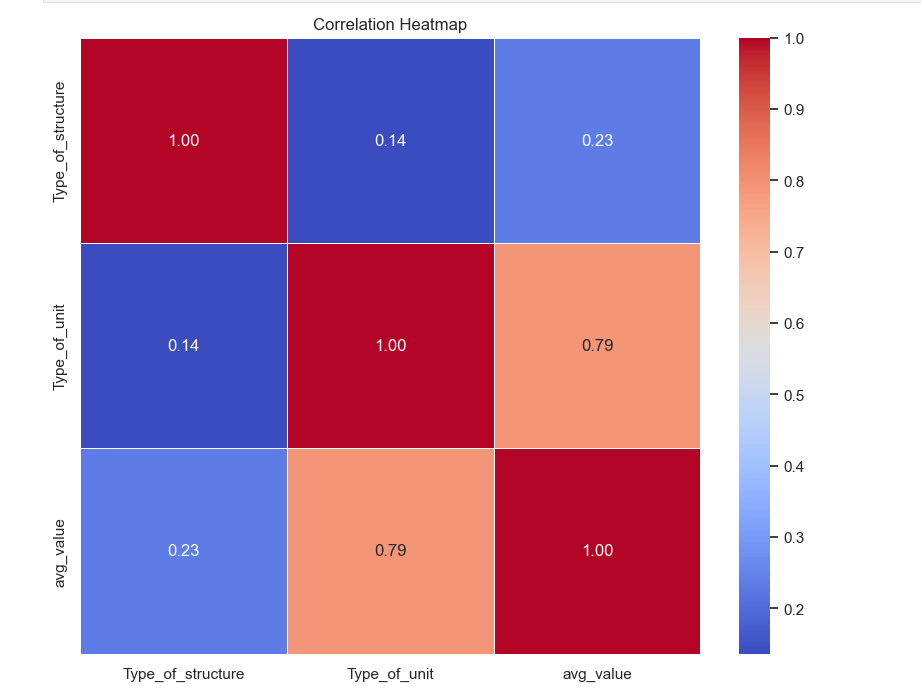 Correlation Heatmap
Type_of_structure
1.00
0.14
0.23
Type_of_unit
0.14
1.00
0.79
avg_value
0.23
0.79
1.00
Type_of_structure
Type_of_unit
avg_value
1.0
0.9
0.8
0.7
0.6
0.5
0.4
0.3
0.2